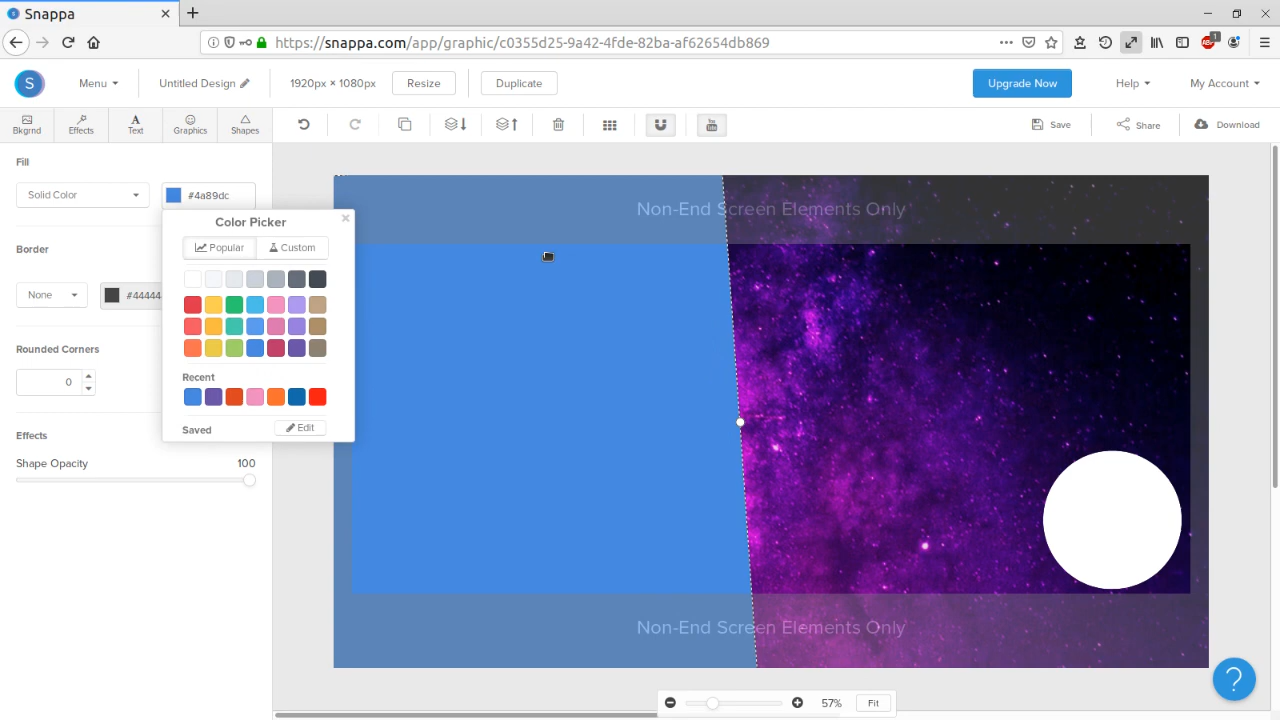 Snappa
https://snappa.com/app/graphic/c0355d25-9a42-4fde-82ba-af62654db869
1
S
Menu
Untitled Design
1920px × 1080px
Resize
Duplicate
Upgrade Now
Help
My Account
Bkgrnd
Effects
Text
Graphics
Shapes
Save
Share
Download
Fill
Solid Color
#4a89dc
Color Picker
Popular
Custom
Border
None
#44444
Rounded Corners
0
Recent
Saved
Edit
Effects
Shape Opacity
100
Non-End Screen Elements Only
Non-End Screen Elements Only
57%
Fit
?